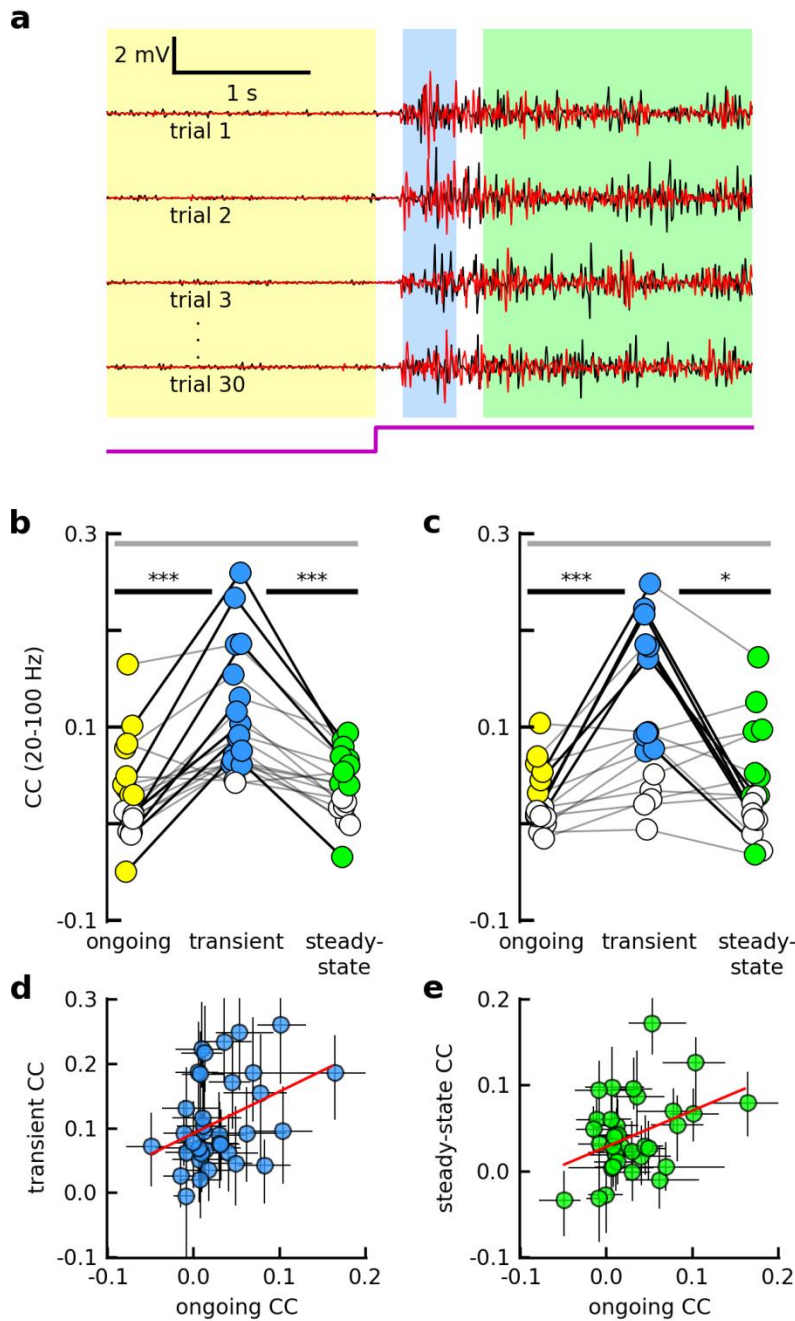 a
2 mV
1 s
trial 1
trial 2
trial 3
.
.
.
trial 30
b
c
0.3
0.1
-0.1
CC (20-100 Hz)
*** ***
ongoing transient steady-
state
0.3
0.1
-0.1
*** *
ongoing transient steady-
state
d
e
0.3
0.2
0.1
0.0
-0.1
transient CC
-0.1 0.0 0.1 0.2
ongoing CC
0.2
0.1
0.0
-0.1
steady-state CC
-0.1 0.0 0.1 0.2
ongoing CC